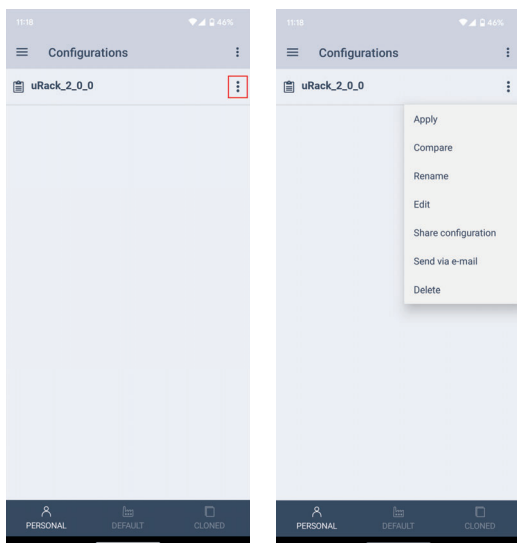 11:18 46%
Configurations
uRack_2_0_0
PERSONAL DEFAULT CLONED
11:18 46%
Configurations
uRack_2_0_0
Apply
Compare
Rename
Edit
Share configuration
Send via e-mail
Delete
PERSONAL DEFAULT CLONED